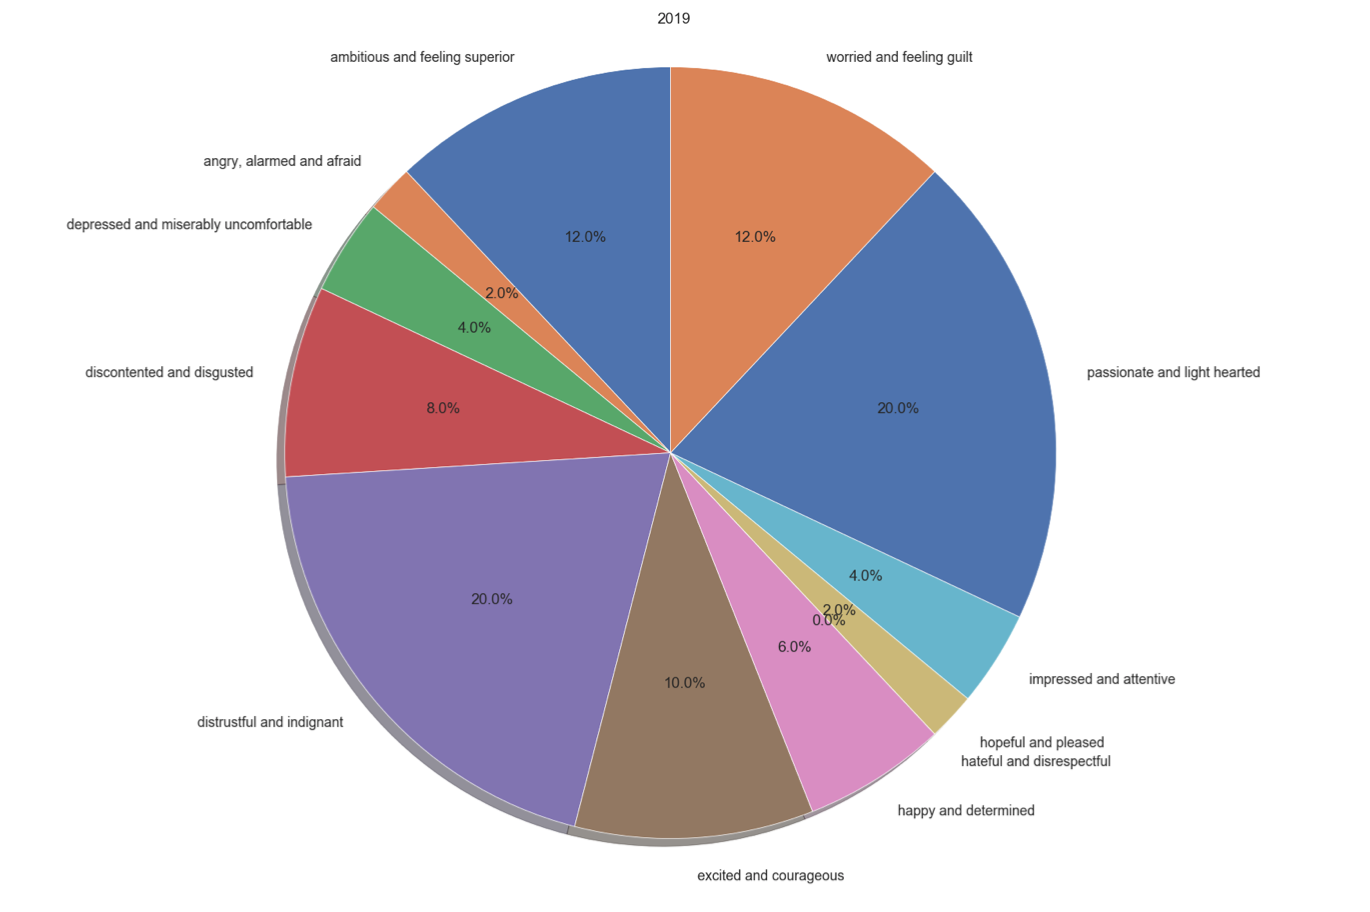 2019
ambitious and feeling superior
worried and feeling guilt
angry, alarmed and afraid
depressed and miserably uncomfortable
12.0%
12.0%
2.0%
4.0%
discontented and disgusted
passionate and light hearted
8.0%
20.0%
4.0%
20.0%
2.0%
0.0%
6.0%
10.0%
impressed and attentive
distrustful and indignant
hopeful and pleased
hateful and disrespectful
happy and determined
excited and courageous